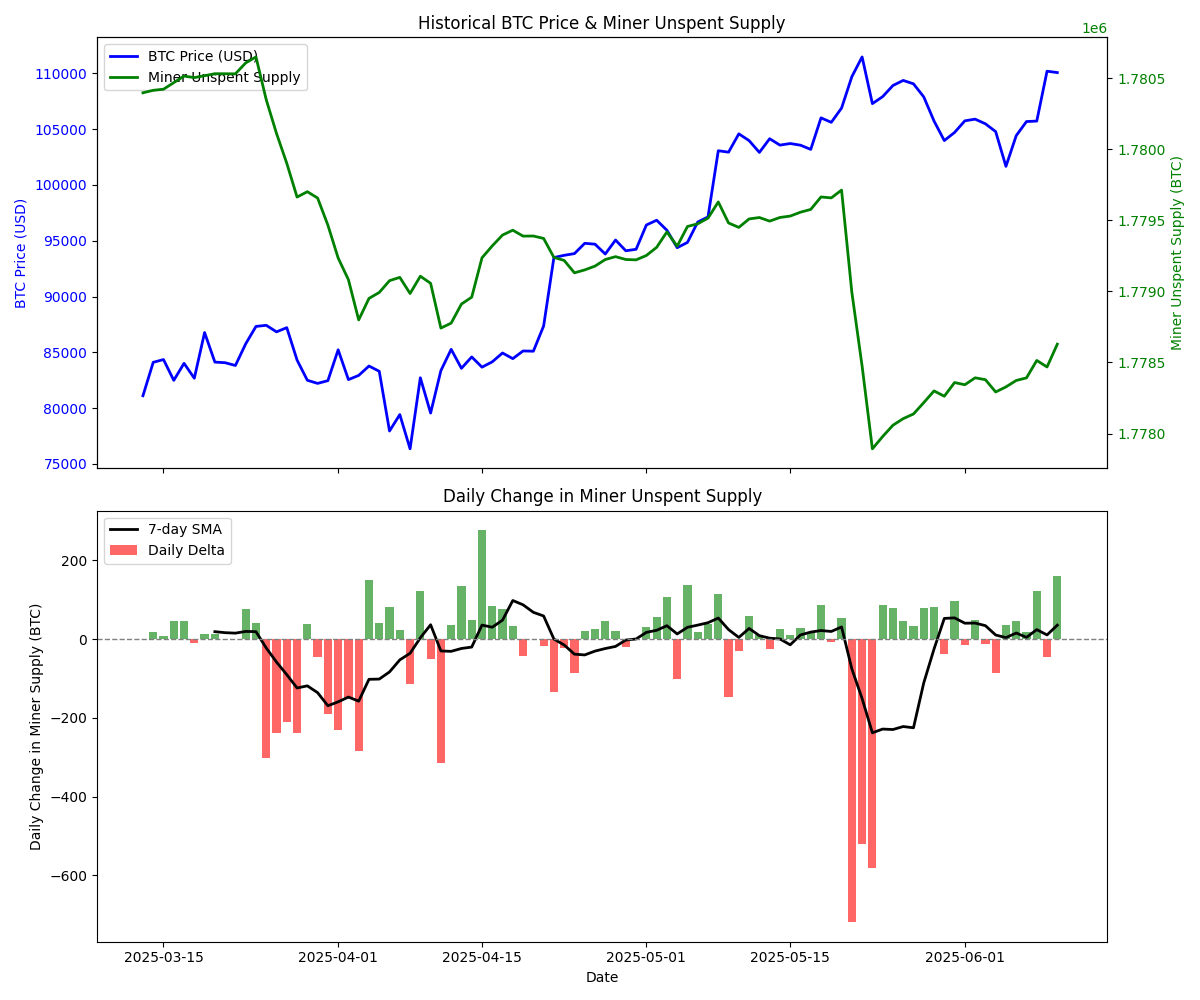 Historical BTC Price & Miner Unspent Supply
1e6
BTC Price (USD)
Miner Unspent Supply
110000
105000
100000
95000
90000
85000
80000
75000
BTC Price (USD)
1.7805
1.7800
1.7795
1.7790
1.7785
1.7780
Miner Unspent Supply (BTC)
Daily Change in Miner Unspent Supply
7-day SMA
Daily Delta
200
0
−200
−400
−600
Daily Change in Miner Supply (BTC)
2025-03-15
2025-04-01
2025-04-15
2025-05-01
2025-05-15
2025-06-01
Date